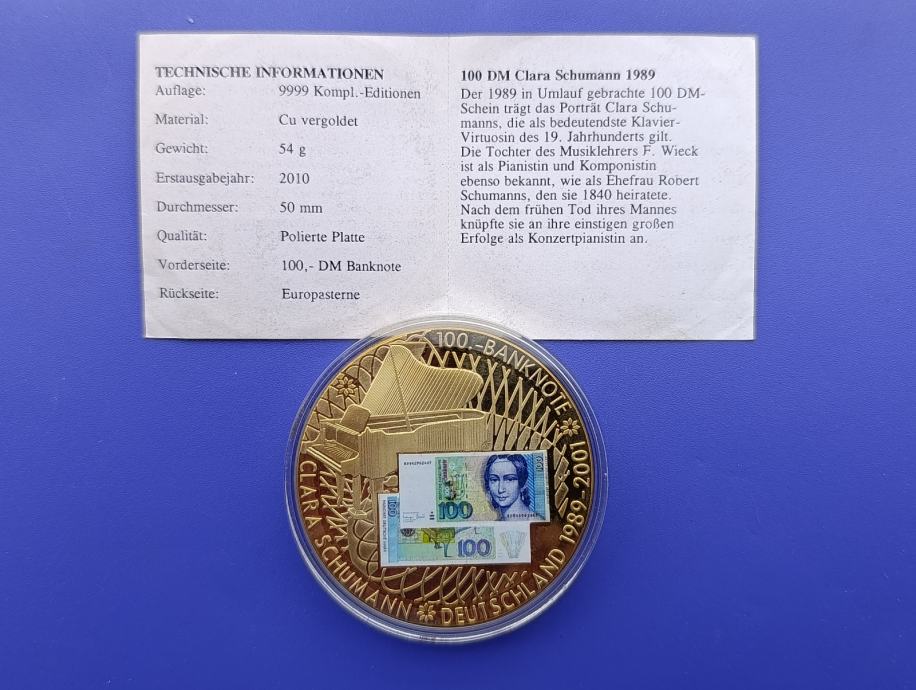 TECHNISCHE INFORMATIONEN
Auflage: 9999 Kompl.-Editionen
Material: Cu vergoldet
Gewicht: 54 g
Erstausgabejahr: 2010
Durchmesser: 50 mm
Qualität: Polierte Platte
Vorderseite: 100,- DM Banknote
Rückseite: Europasterne
100 DM Clara Schumann 1989
Der 1989 in Umlauf gebrachte 100 DM-
Schein trägt das Porträt Clara Schu-
manns, die als bedeutendste Klavier-
Virtuosin des 19. Jahrhunderts gilt.
Die Tochter des Musiklehrers F. Wieck
ist als Pianistin und Komponistin
ebenso bekannt, wie als Ehefrau Robert
Schumanns, den sie 1840 heiratete.
Nach dem frühen Tod ihres Mannes
knüpfte sie an ihre einstigen großen
Erfolge als Konzertpianistin an.
100.-BANKNOTE
CLARA SCHUMANN
DEUTSCHLAND 1989-2001
100
100
100
100